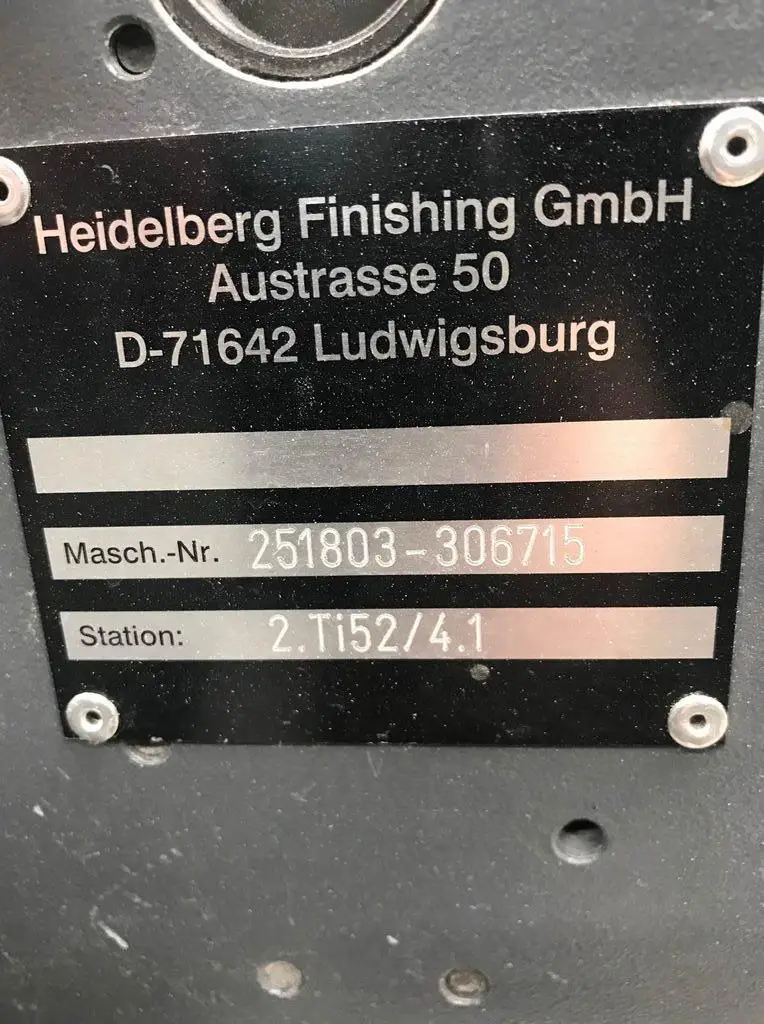 Heidelberg Finishing GmbH
Austrasse 50
D-71642 Ludwigsburg
Masch.-Nr. 251803-306715
Station: 2.Ti52/4.1